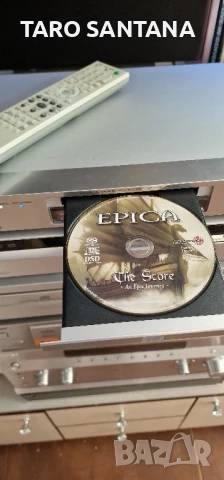 TARO SANTANA
EPICA
DSD
The Score
- An Epic Journey -
BAZAR